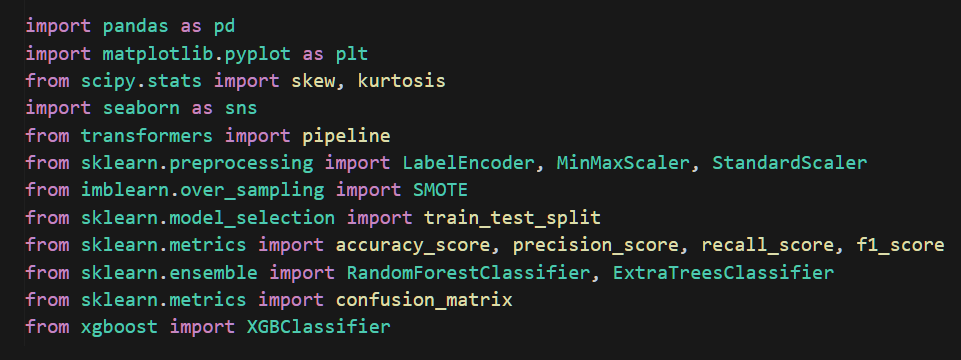 import pandas as pd
import matplotlib.pyplot as plt
from scipy.stats import skew, kurtosis
import seaborn as sns
from transformers import pipeline
from sklearn.preprocessing import LabelEncoder, MinMaxScaler, StandardScaler
from imblearn.over_sampling import SMOTE
from sklearn.model_selection import train_test_split
from sklearn.metrics import accuracy_score, precision_score, recall_score, f1_score
from sklearn.ensemble import RandomForestClassifier, ExtraTreesClassifier
from sklearn.metrics import confusion_matrix
from xgboost import XGBClassifier